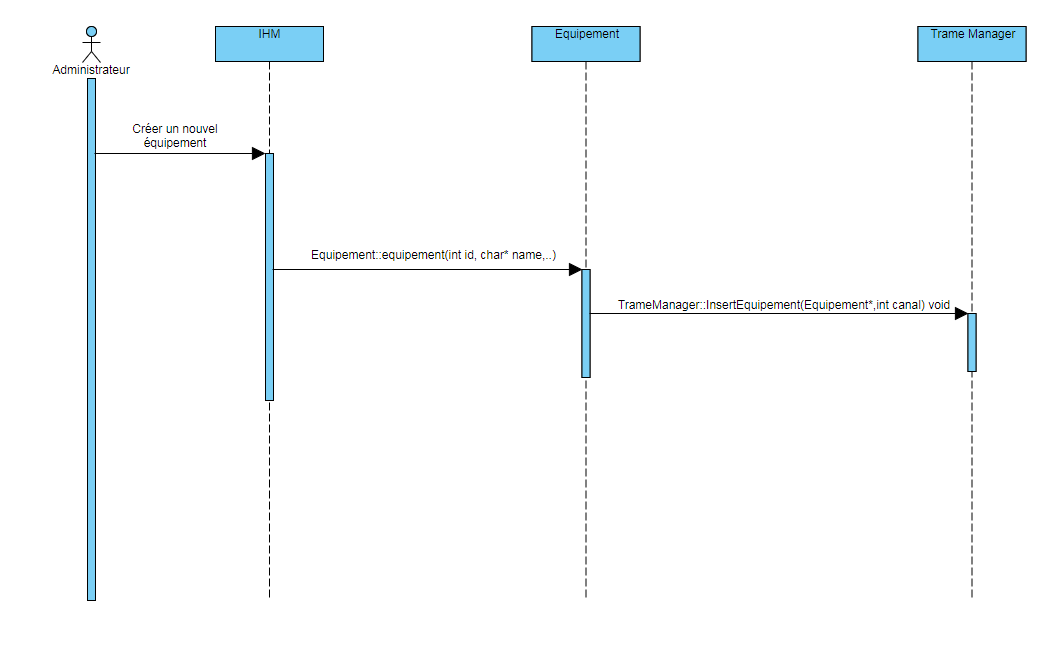 IHM
Equipement
Trame Manager
Administrateur
Créer un nouvel
équipement
Equipement::equipement(int id, char* name,..)
TrameManager::InsertEquipement(Equipement*,int canal) void